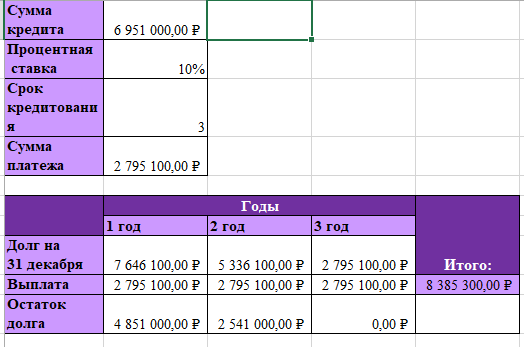 Сумма
кредита
6 951 000,00 ₽
Процентная
ставка
10%
Срок
кредитовани
я
3
Сумма
платежа
2 795 100,00 ₽
Годы
1 год
2 год
3 год
Долг на
31 декабря
7 646 100,00 ₽
5 336 100,00 ₽
2 795 100,00 ₽
Итого:
Выплата
2 795 100,00 ₽
2 795 100,00 ₽
2 795 100,00 ₽
8 385 300,00 ₽
Остаток
долга
4 851 000,00 ₽
2 541 000,00 ₽
0,00 ₽